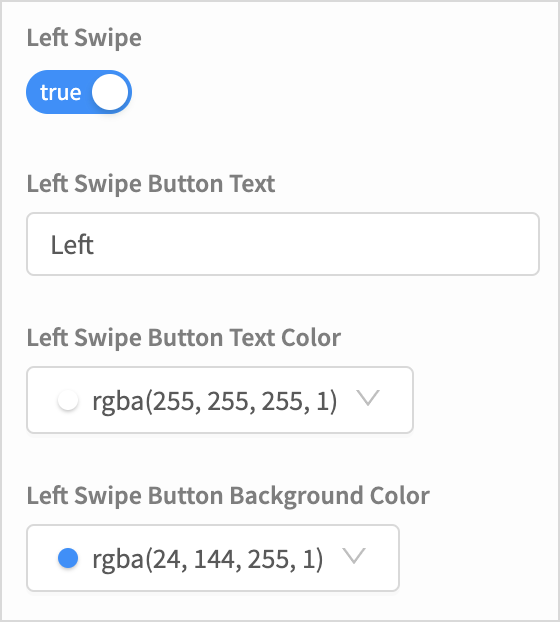 Left Swipe
true
Left Swipe Button Text
Left
Left Swipe Button Text Color
rgba(255, 255, 255, 1)
Left Swipe Button Background Color
rgba(24, 144, 255, 1)